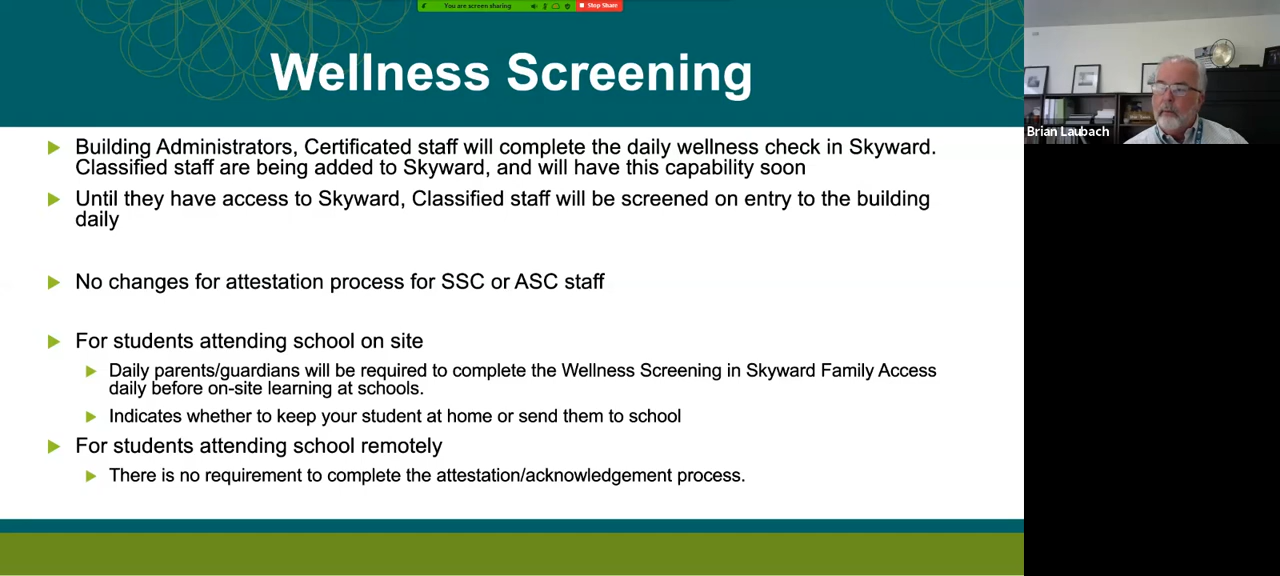 You are screen sharing
Stop Share
Wellness Screening
Building Administrators, Certificated staff will complete the daily wellness check in Skyward.
Classified staff are being added to Skyward, and will have this capability soon
Until they have access to Skyward, Classified staff will be screened on entry to the building
daily
No changes for attestation process for SSC or ASC staff
For students attending school on site
Daily parents/guardians will be required to complete the Wellness Screening in Skyward Family Access
daily before on-site learning at schools.
Indicates whether to keep your student at home or send them to school
For students attending school remotely
There is no requirement to complete the attestation/acknowledgement process.
Brian Laubach